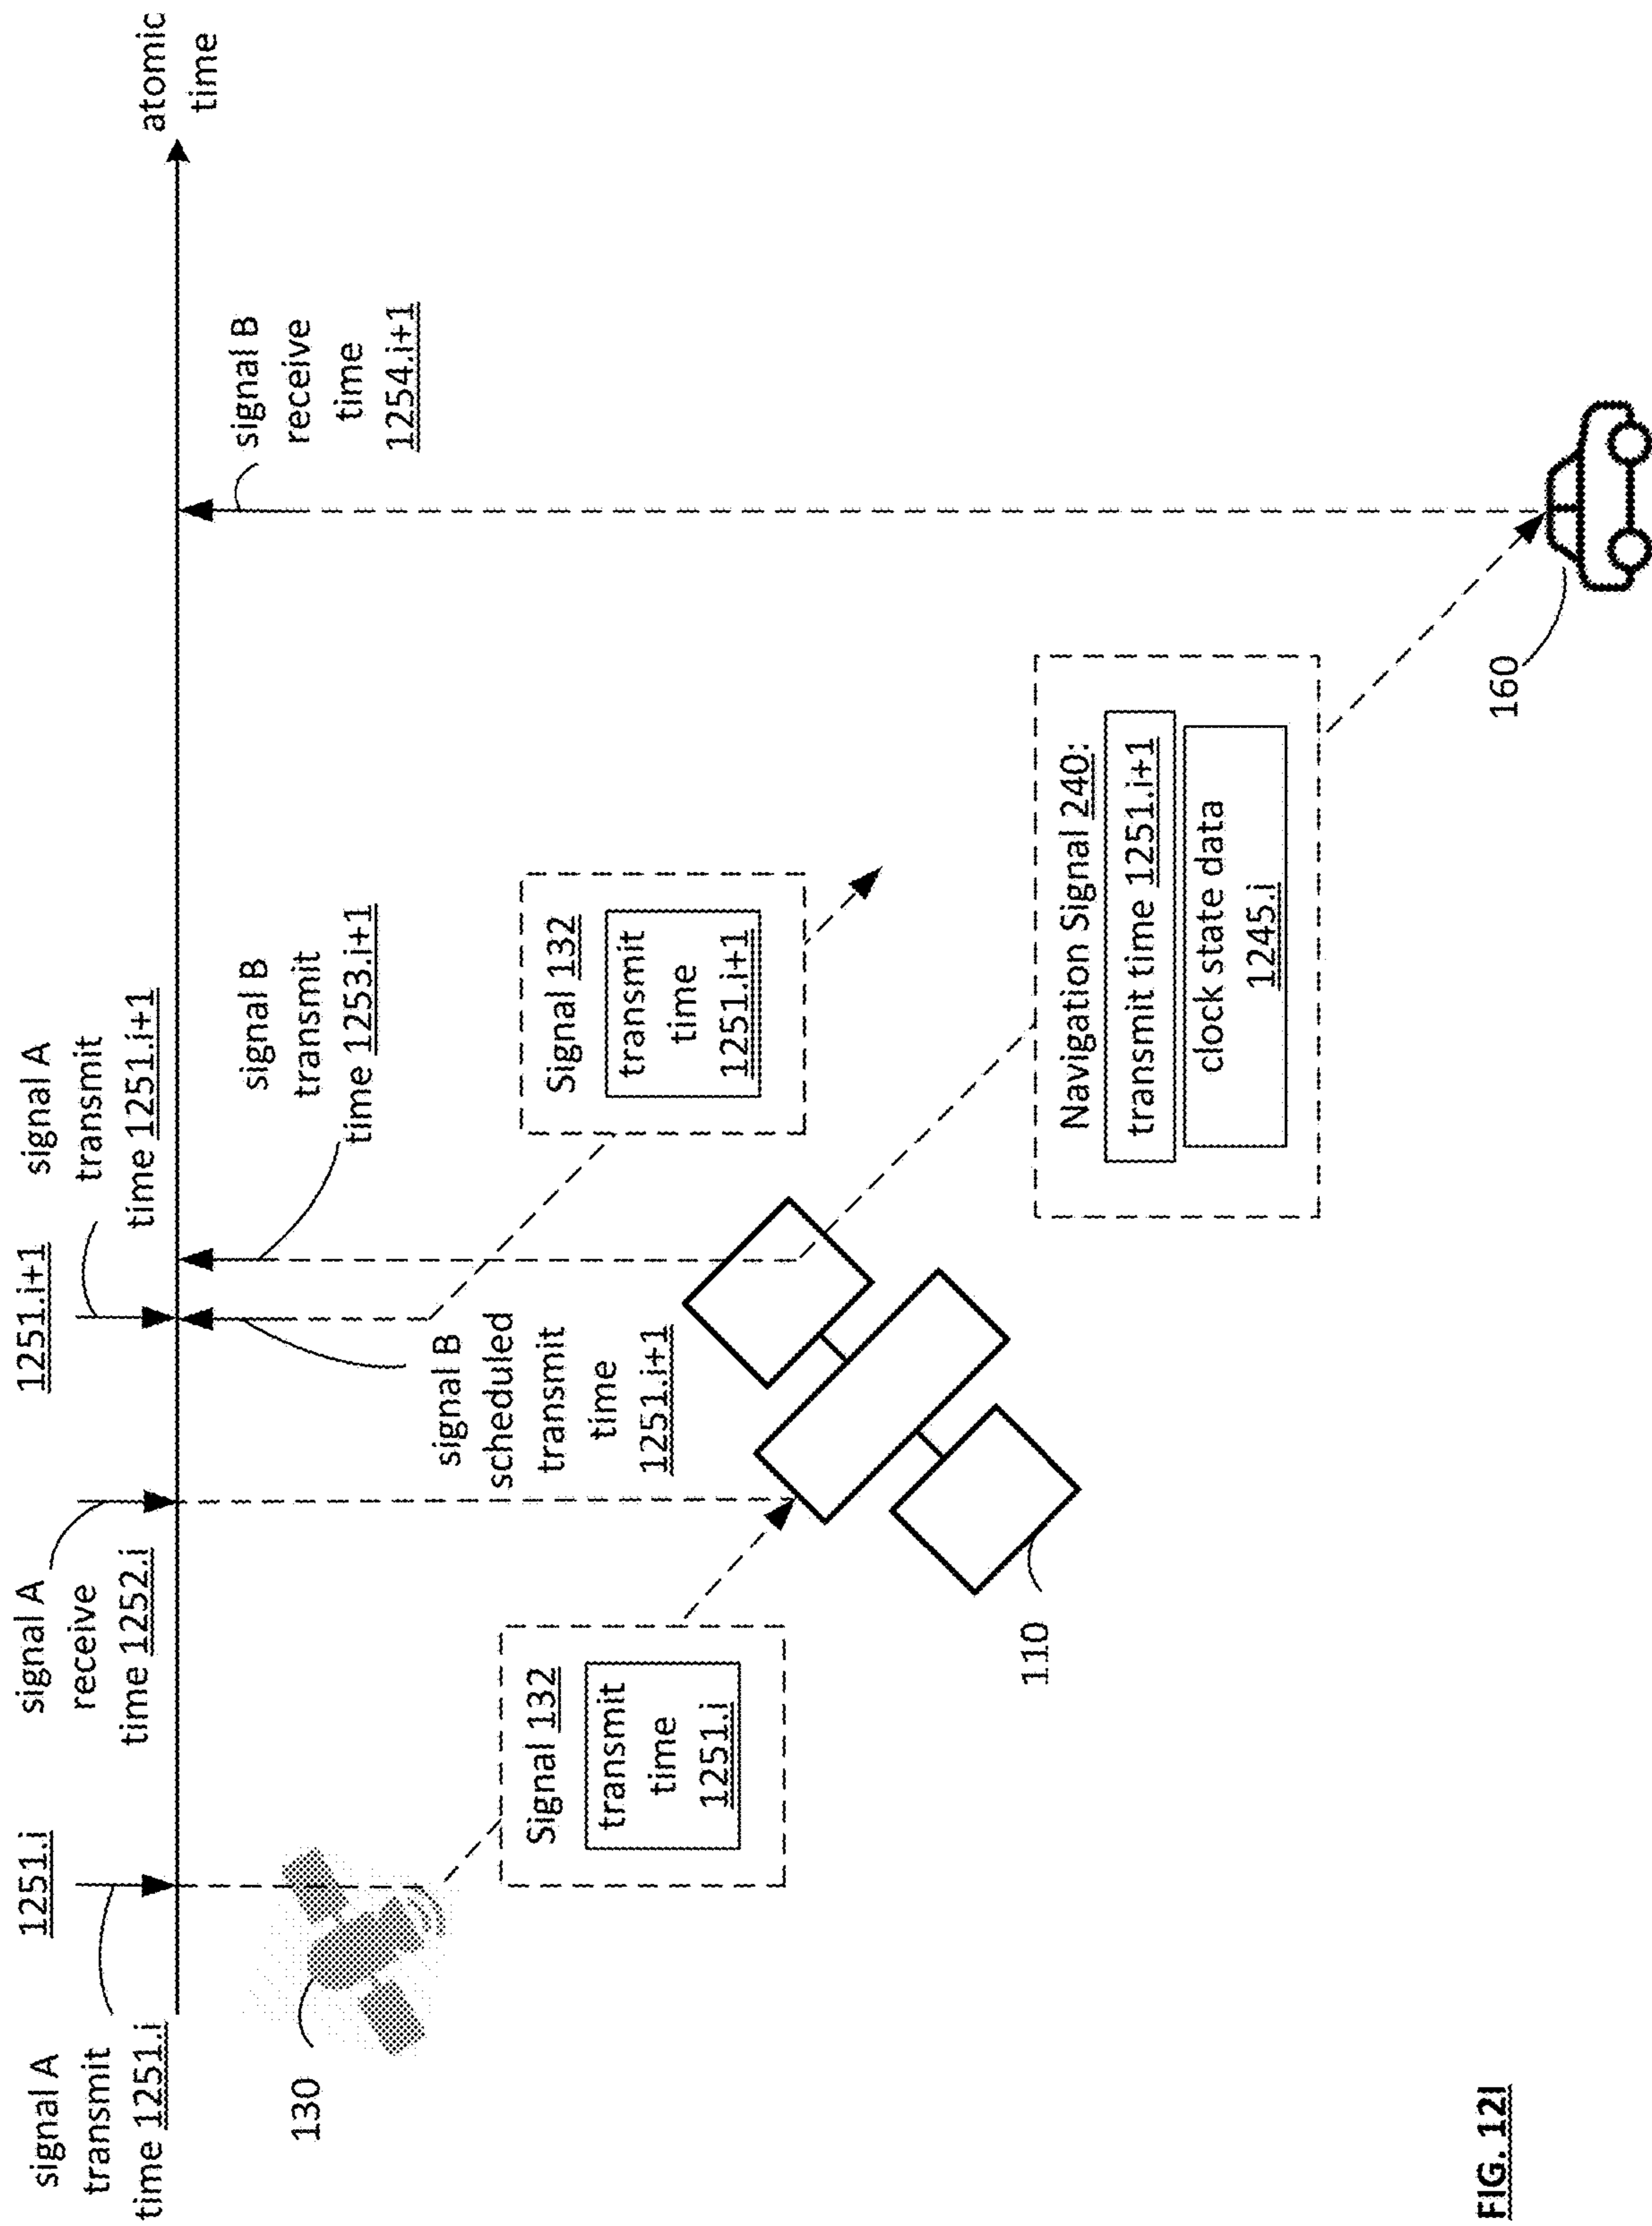 signal A
transmit
time 1251.i
1251.i
signal A
receive
time 1252.i
1251.i+1
signal A
transmit
time 1251.i+1
atomic
time
130
signal B
transmit
time 1253.i+1
signal B
receive
time
1254.i+1
signal B
scheduled
transmit
time
1251.i+1
Signal 132
transmit
time
1251.i
Signal 132
transmit
time
1251.i+1
110
Navigation Signal 240:
transmit time 1251.i+1
clock state data
1245.i
160
FIG. 12I